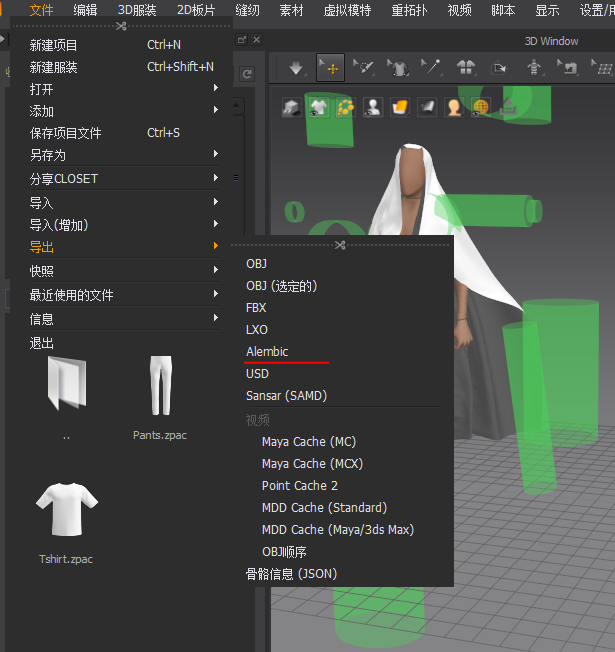 文件 编辑 3D服装 2D板片 缝纫 素材 虚拟模特 重拓扑 视频 脚本 显示
3D Window
新建项目 Ctrl+N
新建服装 Ctrl+Shift+N
打开
添加
保存项目文件 Ctrl+S
另存为
分享CLOSET
导入
导入(增加)
导出
快照
最近使用的文件
信息
退出
OBJ
OBJ (选定的)
FBX
LXO
Alembic
USD
Sansar (SAMD)
视频
Maya Cache (MC)
Maya Cache (MCX)
Point Cache 2
MDD Cache (Standard)
MDD Cache (Maya/3ds Max)
OBJ顺序
骨骼信息 (JSON)
..
Pants.zpac
Tshirt.zpac